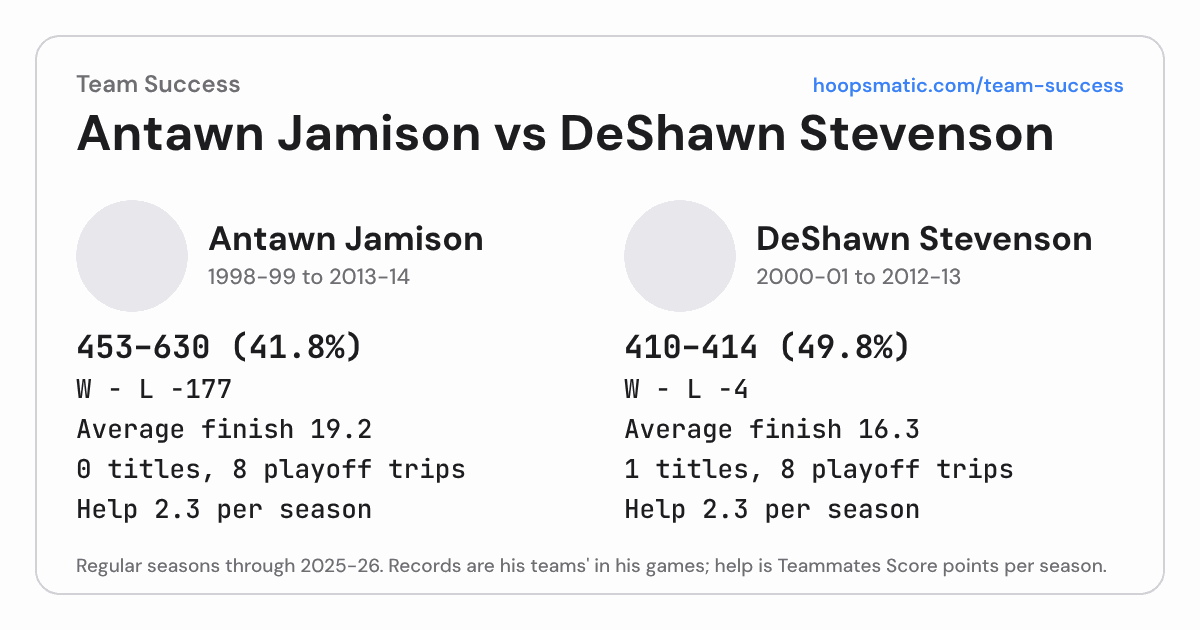 Team Success
hoopsmatic.com/team-success
Antawn Jamison vs DeShawn Stevenson
Antawn Jamison
1998-99 to 2013-14
453-630 (41.8%)
W - L -177
Average finish 19.2
0 titles, 8 playoff trips
Help 2.3 per season
DeShawn Stevenson
2000-01 to 2012-13
410-414 (49.8%)
W - L -4
Average finish 16.3
1 titles, 8 playoff trips
Help 2.3 per season
Regular seasons through 2025-26. Records are his teams' in his games; help is Teammates Score points per season.